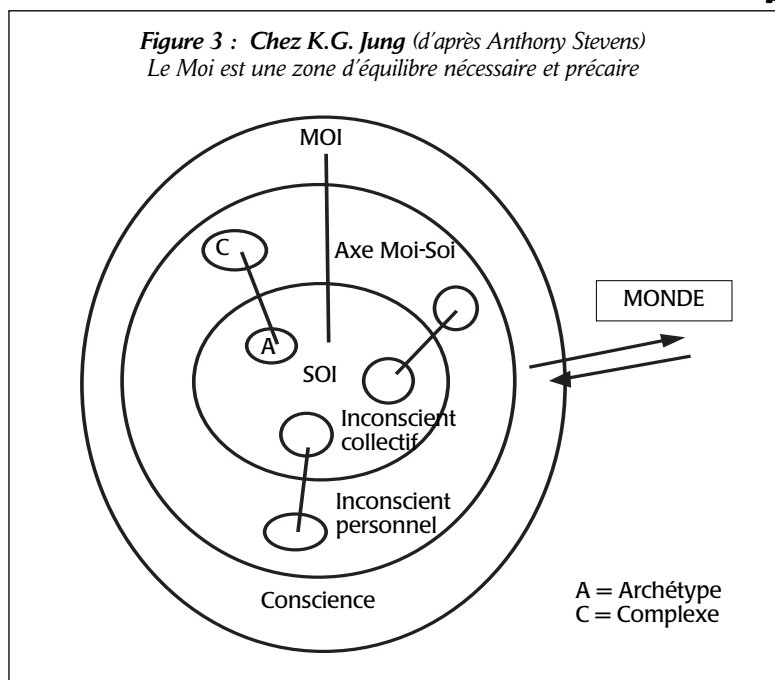 Figure 3 : Chez K.G. Jung (d'après Anthony Stevens)
Le Moi est une zone d'équilibre nécessaire et précaire
MOI
C
Axe Moi-Soi
MONDE
A
SOI
Inconscient
collectif
Inconscient
personnel
Conscience
A = Archétype
C = Complexe